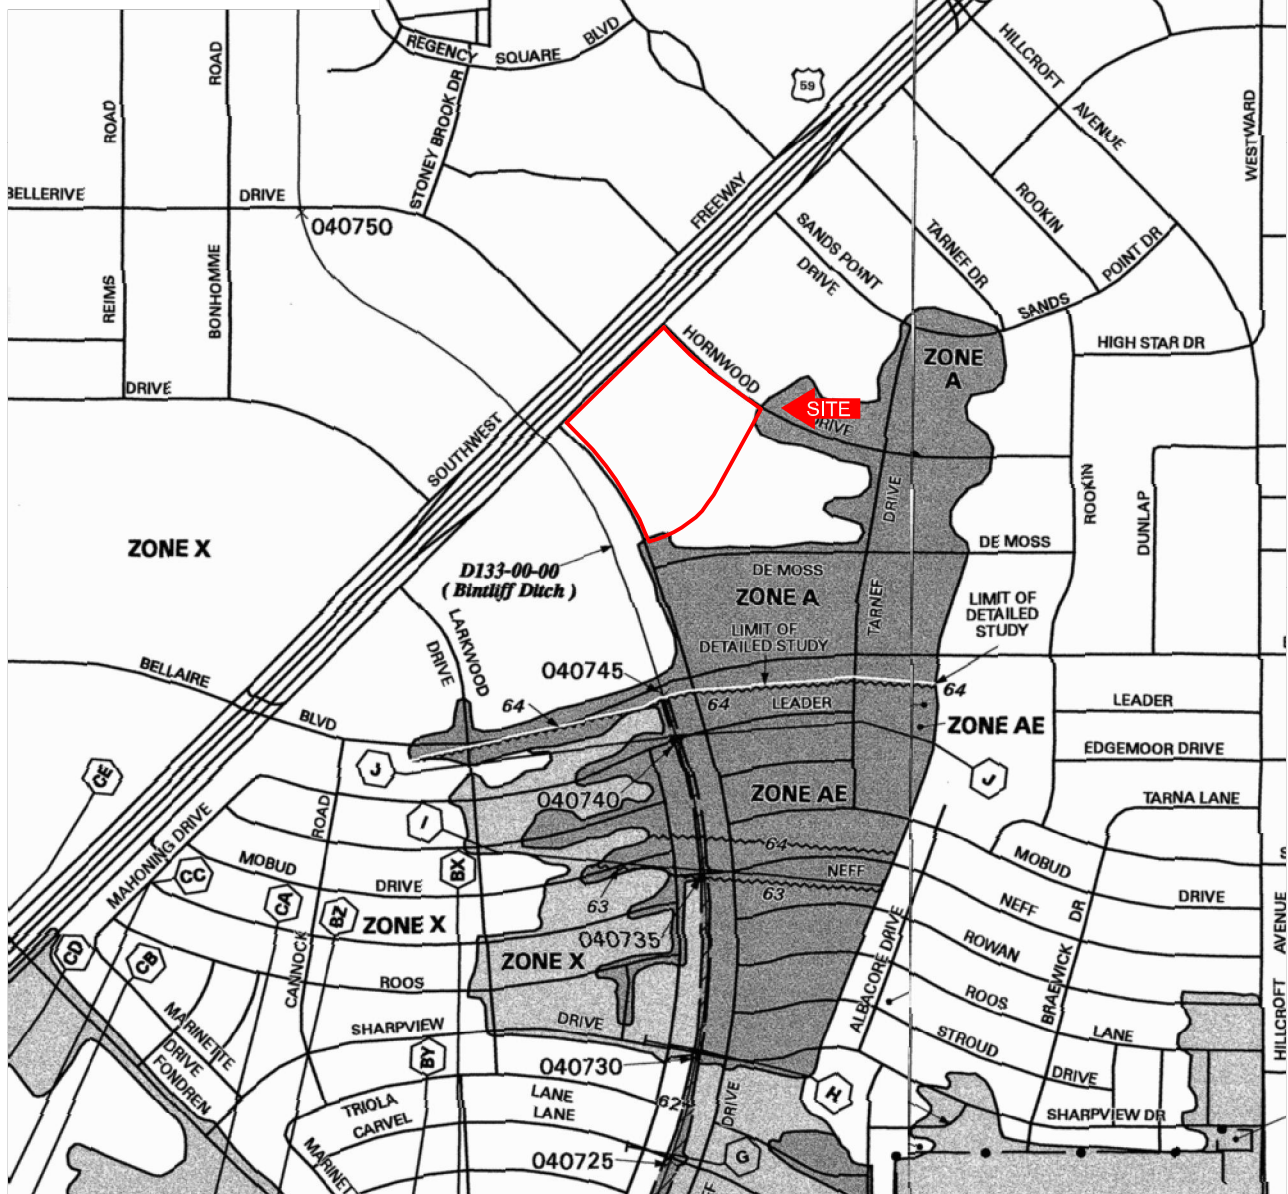 REGENCY SQUARE BLVD
ROAD
ROAD
STONEY BROOK DR
59
HILLCROFT
AVENUE
WESTWARD
BELLERIVE
DRIVE
040750
FREEWAY
SANDS POINT
DRIVE
TARNEF DR
ROOKIN
POINT DR
SANDS
REIMS
BONHOMME
HORNWOOD
DRIVE
ZONE
A
HIGH STAR DR
DRIVE
SITE
SOUTHWEST
ZONE X
DRIVE
ROOKIN
DUNLAP
DE MOSS
D133-00-00
( Bintliff Ditch )
DE MOSS
ZONE A
TARNEF
LIMIT OF
DETAILED STUDY
LIMIT OF
DETAILED
STUDY
LARKWOOD
DRIVE
BELLAIRE
BLVD
040745
64
64
64
LEADER
LEADER
ZONE AE
EDGEMOOR DRIVE
CE
J
J
040740
ZONE AE
TARNA LANE
ROAD
I
MAHONING DRIVE
MOBUD
DRIVE
BX
64
NEFF
63
63
MOBUD
DRIVE
CC
CA
BZ
ZONE X
NEFF
DR
040735
ROWAN
AVENUE
CD
CB
ZONE X
CANNOCK
ROOS
ALBACORE DRIVE
ROOS
BRAEWICK
LANE
MARINETTE
DRIVE
FONDREN
SHARPVIEW
DRIVE
STROUD
DRIVE
HILLCROFT
BY
040730
LANE
LANE
TRIOLA
CARVEL
62
DRIVE
H
SHARPVIEW DR
MARINET
040725
G